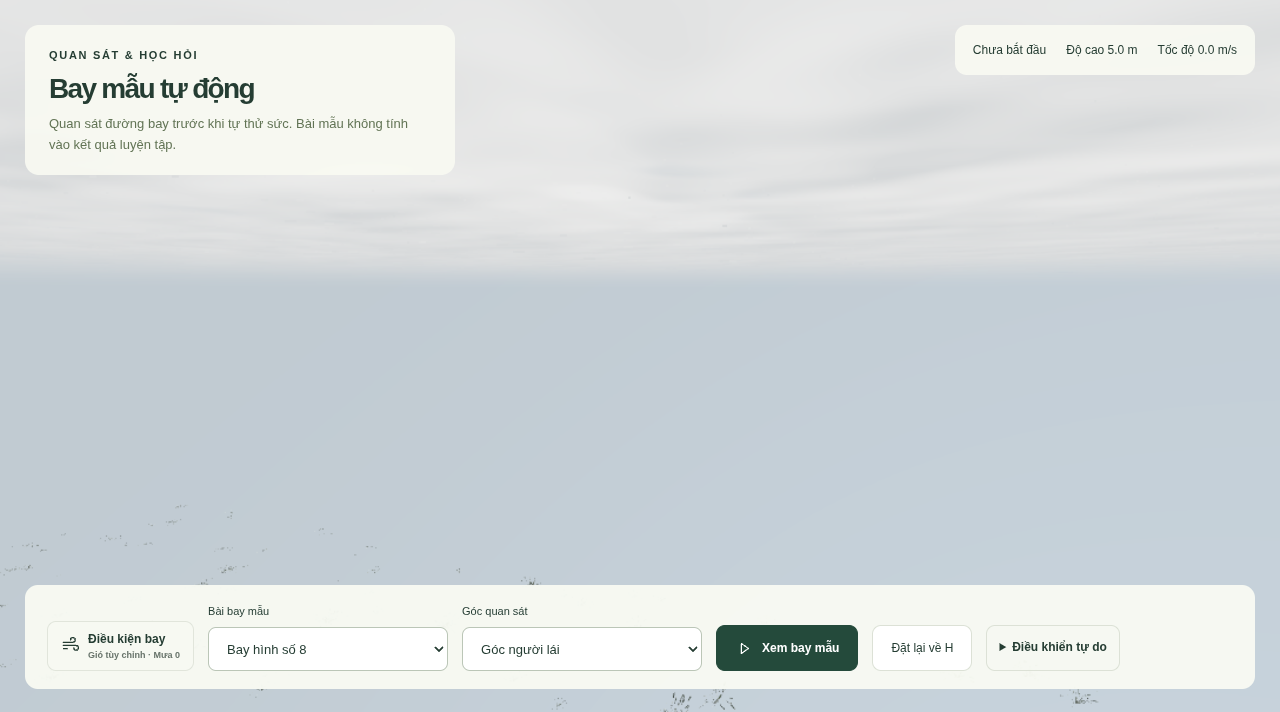 QUAN SÁT & HỌC HỎI
Bay mẫu tự động
Quan sát đường bay trước khi tự thử sức. Bài mẫu không tính
vào kết quả luyện tập.
Chưa bắt đầu Độ cao 5.0 m Tốc độ 0.0 m/s
Điều kiện bay
Gió tùy chỉnh · Mưa 0
Bài bay mẫu
Bay hình số 8
Góc quan sát
Góc người lái
Xem bay mẫu
Đặt lại về H
Điều khiển tự do